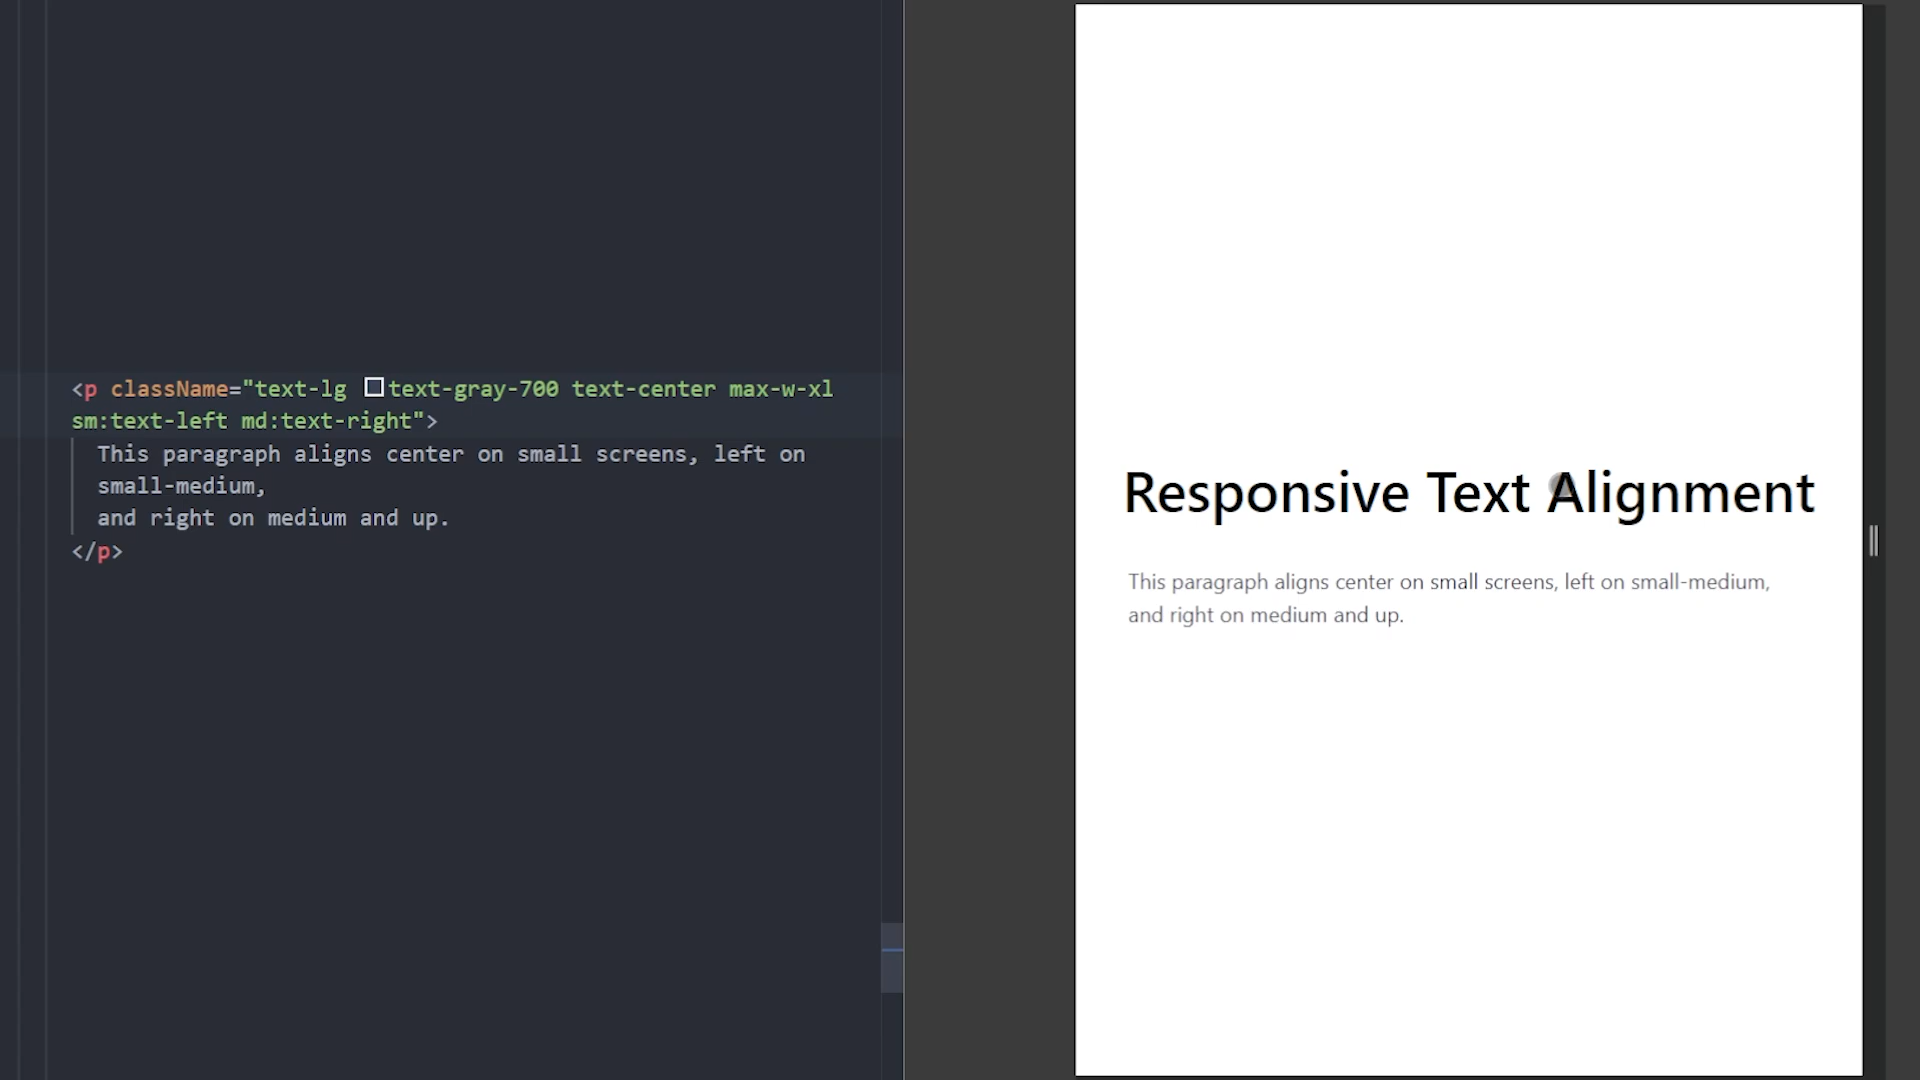 <p className="text-lg text-gray-700 text-center max-w-xl
sm:text-left md:text-right">
This paragraph aligns center on small screens, left on
small-medium,
and right on medium and up.
</p>
Responsive Text Alignment
This paragraph aligns center on small screens, left on small-medium,
and right on medium and up.